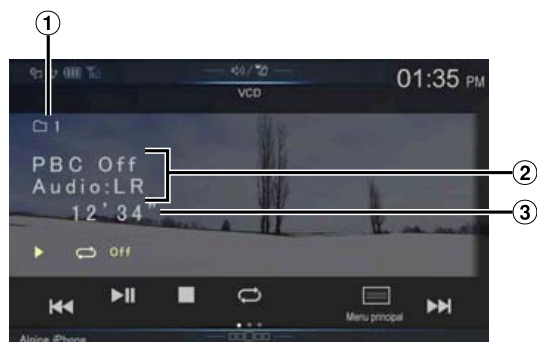 1
01:35 PM
VCD
1
PBC Off
Audio:LR
2
12’34”
3
Off
Menu principal
Alpine iPhone